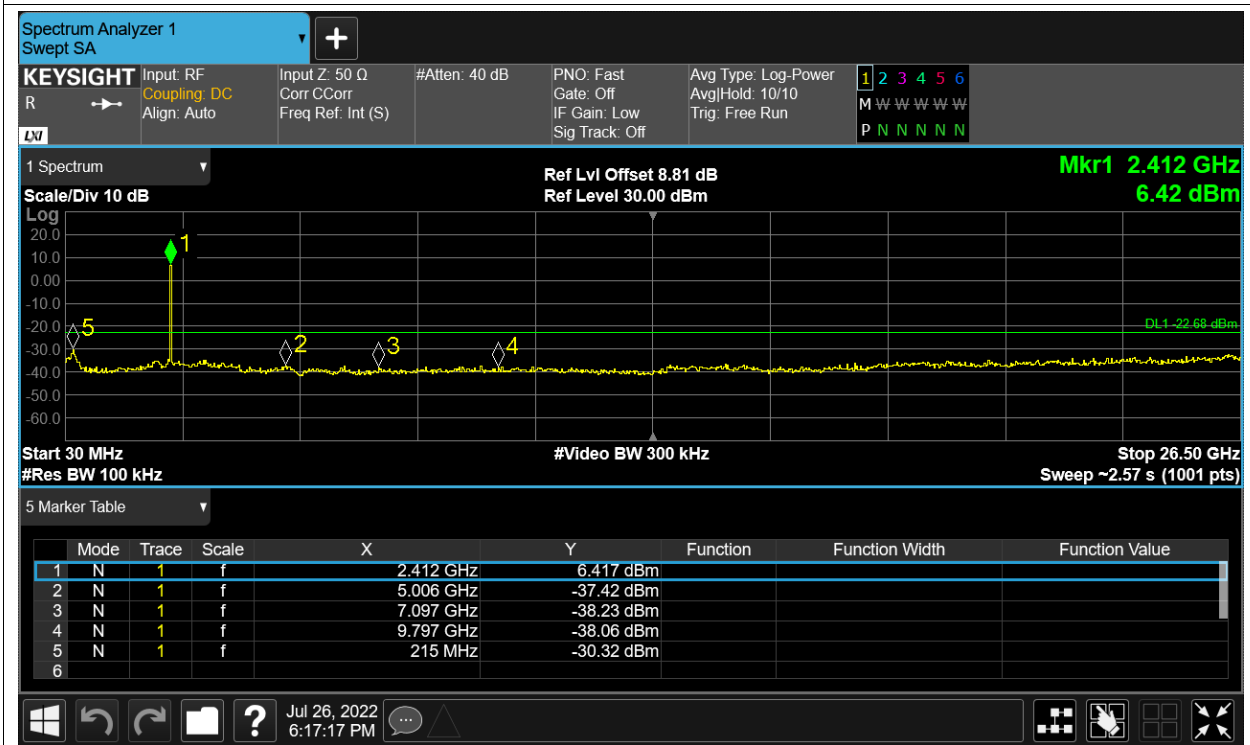 Spectrum Analyzer 1
Swept SA
KEYSIGHT
R
LXI
Input: RF
Coupling: DC
Align: Auto
Input Z: 50 Ω
Corr CCorr
Freq Ref: Int (S)
#Atten: 40 dB
PNO: Fast
Gate: Off
IF Gain: Low
Sig Track: Off
Avg Type: Log-Power
Avg|Hold: 10/10
Trig: Free Run
1 2 3 4 5 6
M W W W W W
P N N N N N
1 Spectrum
Scale/Div 10 dB
Ref Lvl Offset 8.81 dB
Ref Level 30.00 dBm
Mkr1 2.412 GHz
6.42 dBm
Log
20.0
10.0
0.00
-10.0
-20.0
-30.0
-40.0
-50.0
-60.0
1
5
2
3
4
DL1 -22.68 dBm
Start 30 MHz
#Res BW 100 kHz
#Video BW 300 kHz
Stop 26.50 GHz
Sweep ~2.57 s (1001 pts)
5 Marker Table
Mode Trace Scale X Y Function Function Width Function Value
1 N 1 f 2.412 GHz 6.417 dBm
2 N 1 f 5.006 GHz -37.42 dBm
3 N 1 f 7.097 GHz -38.23 dBm
4 N 1 f 9.797 GHz -38.06 dBm
5 N 1 f 215 MHz -30.32 dBm
6
?
Jul 26, 2022
6:17:17 PM